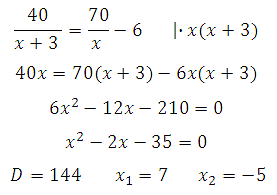 40/(x + 3) = 70/x − 6 |· x(x + 3)
40x = 70(x + 3) − 6x(x + 3)
6x² − 12x − 210 = 0
x² − 2x − 35 = 0
D = 144 x₁ = 7 x₂ = −5